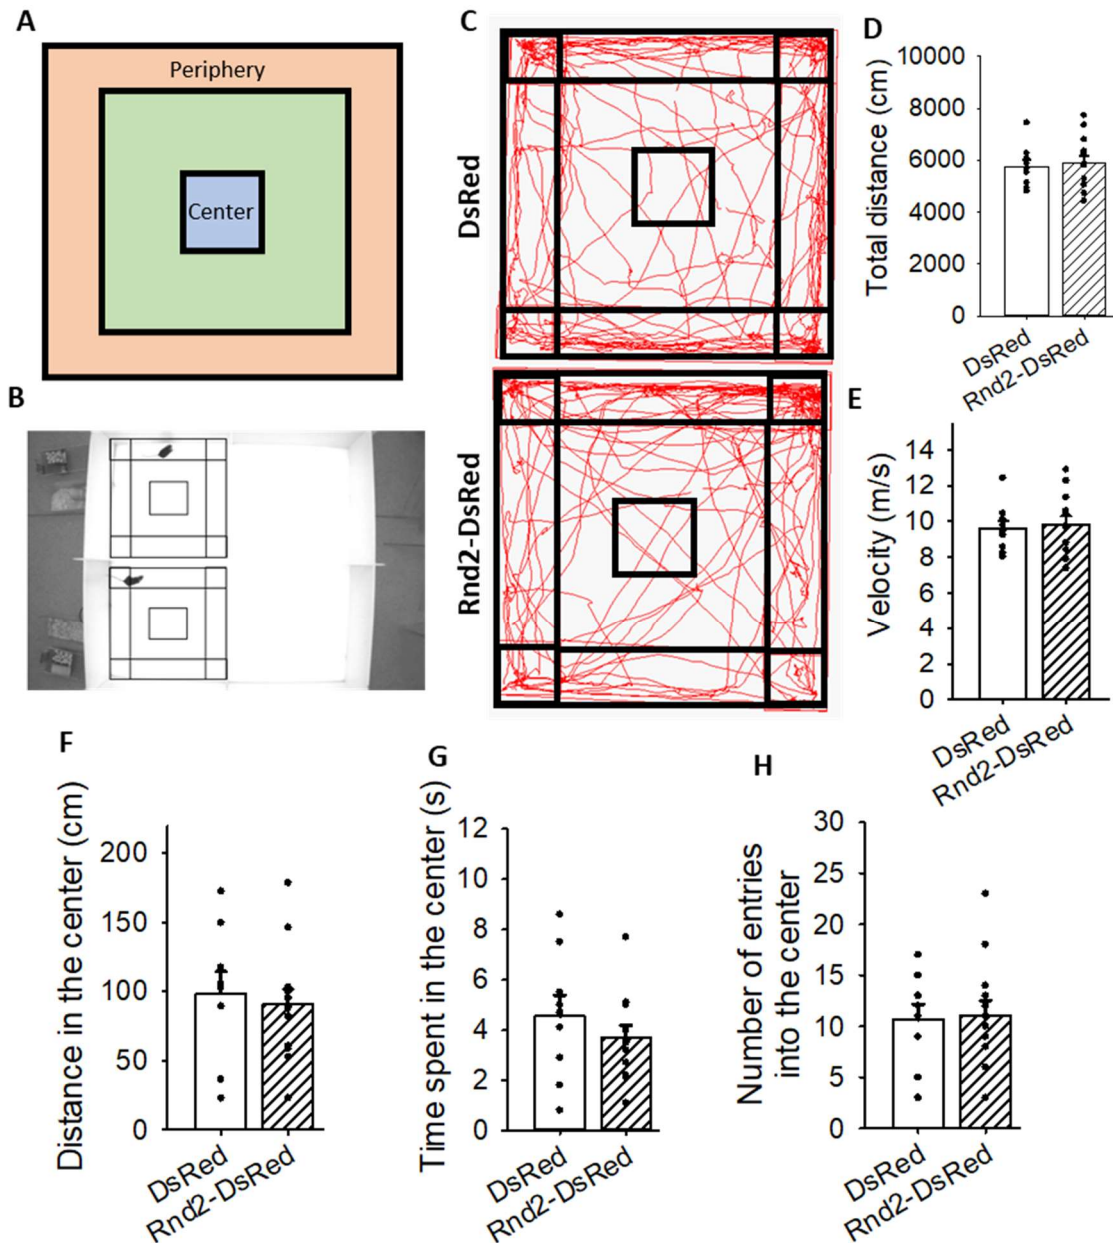 A
Periphery
Center
B
C
DsRed
Rnd2-DsRed
D
Total distance (cm)
10000
8000
6000
4000
2000
0
DsRed
Rnd2-DsRed
E
Velocity (m/s)
14
12
10
8
6
4
2
0
DsRed
Rnd2-DsRed
F
Distance in the center (cm)
200
150
100
50
0
DsRed
Rnd2-DsRed
G
Time spent in the center (s)
12
10
8
6
4
2
0
DsRed
Rnd2-DsRed
H
Number of entries
into the center
30
25
20
15
10
5
0
DsRed
Rnd2-DsRed